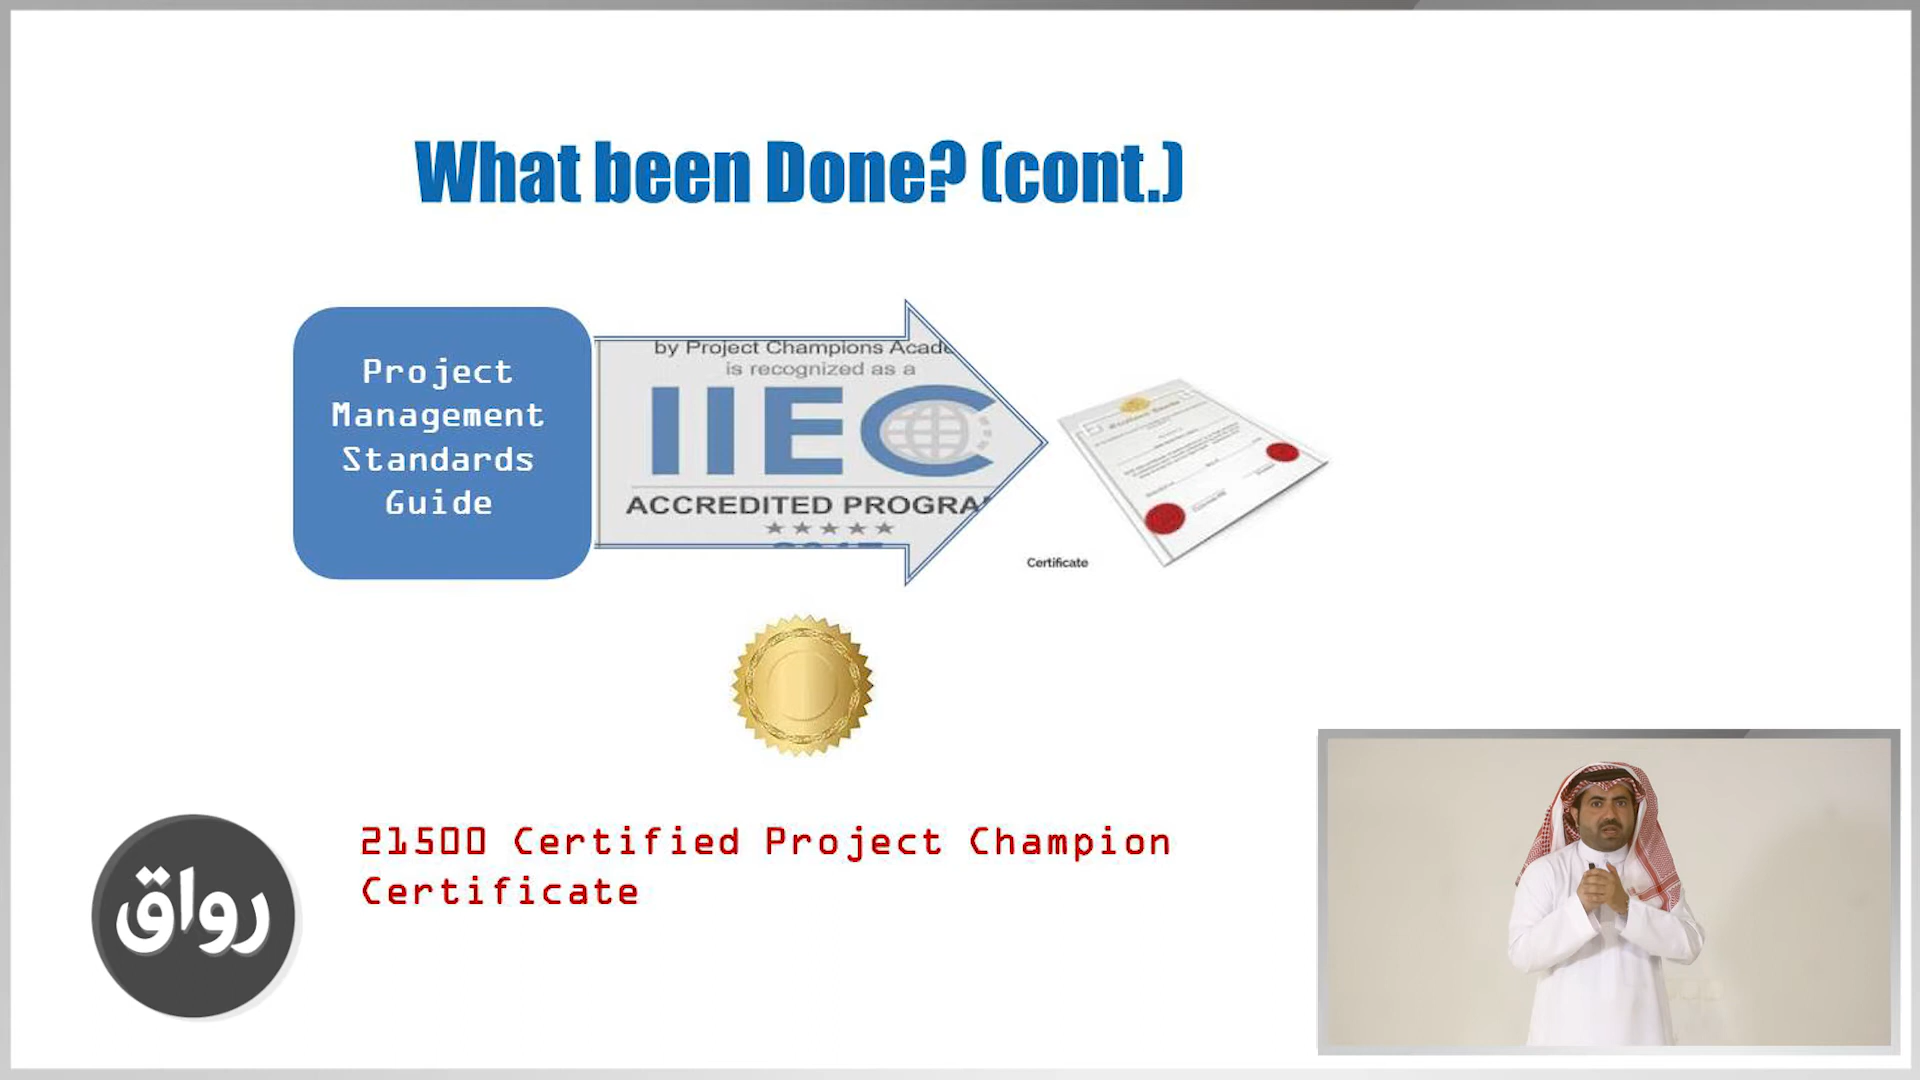 What been Done? (cont.)
Project
Management
Standards
Guide
by Project Champions Acade
is recognized as a
IIEC
ACCREDITED PROGRA
Certificate
21500 Certified Project Champion
Certificate
رواق